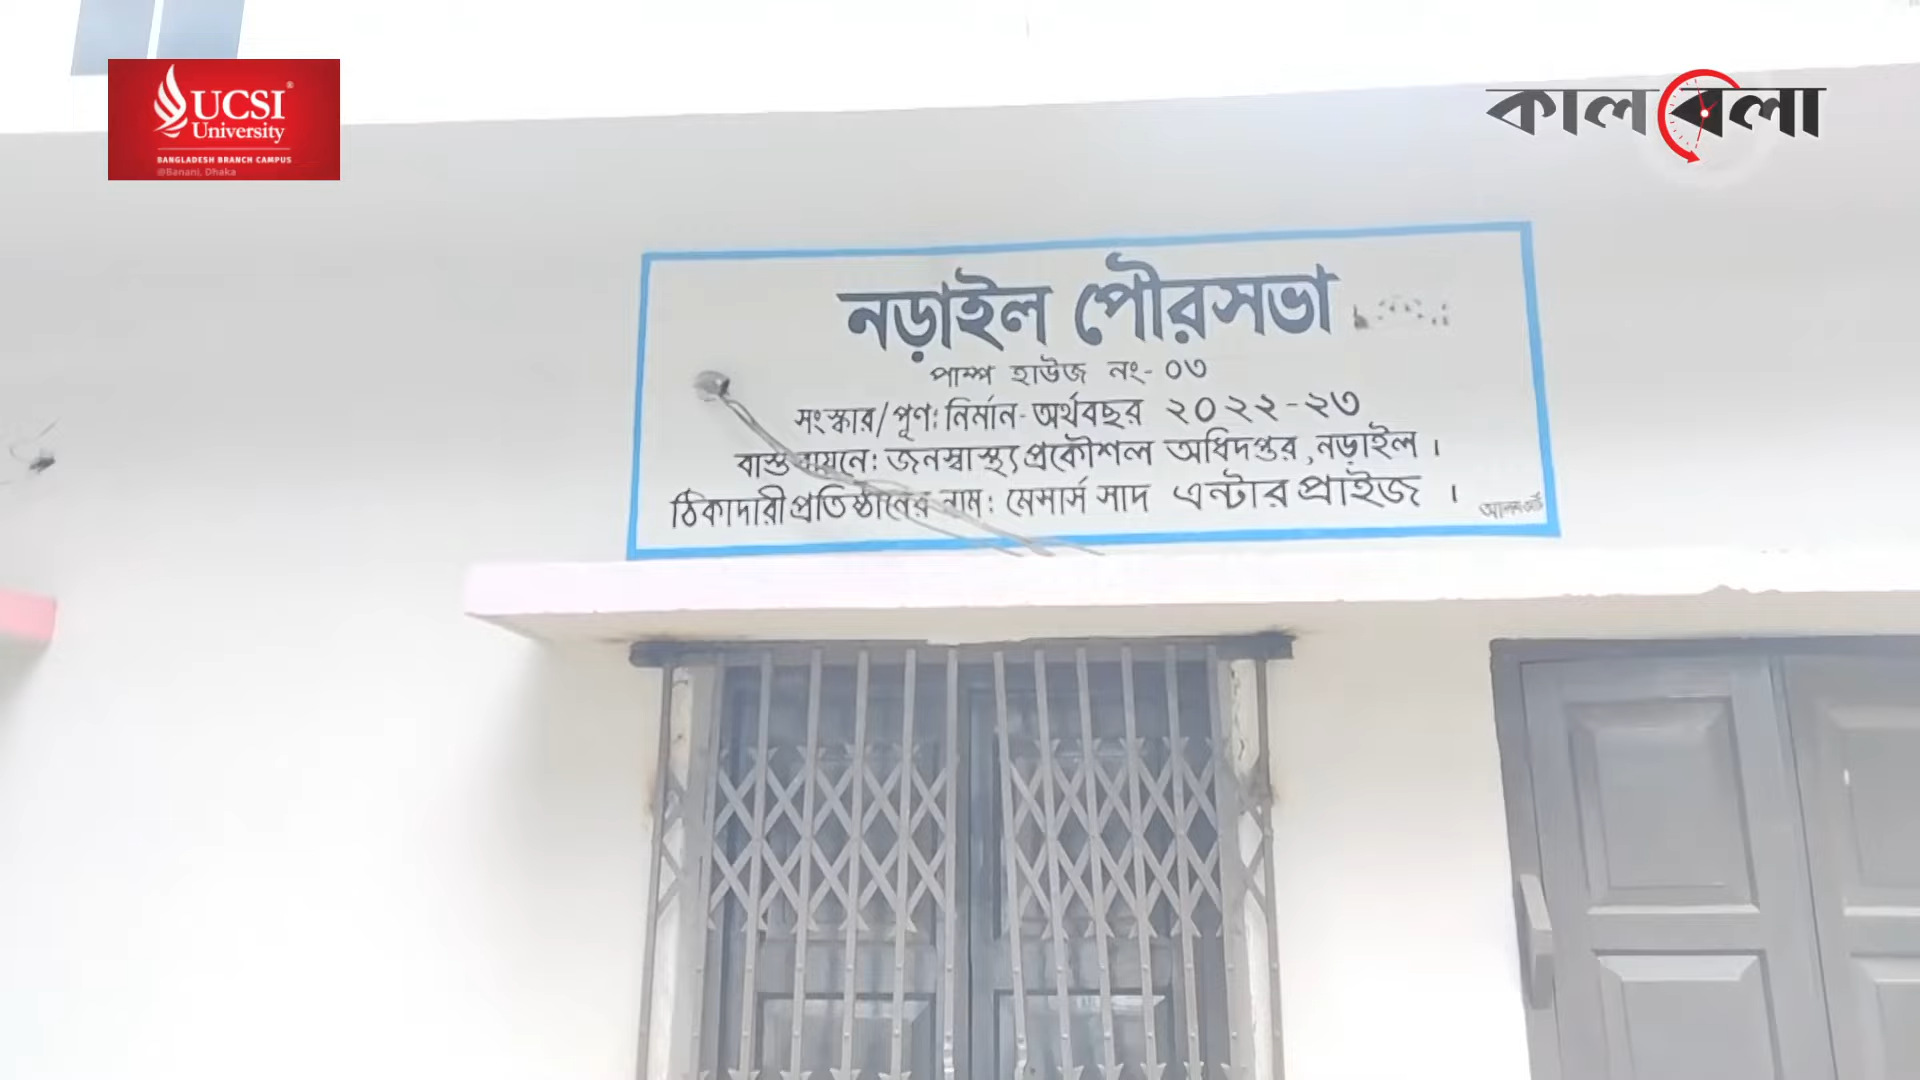 UCSI
University
BANGLADESH BRANCH CAMPUS
@Banani, Dhaka
কালবেলা
নড়াইল পৌরসভা
পাম্প হাউজ নং- ০৩
সংস্কার/পূণ: নির্মান- অর্থবছর ২০২২-২৩
বাস্তবায়নে: জনস্বাস্থ্য প্রকৌশল অধিদপ্তর, নড়াইল ।
ঠিকাদারী প্রতিষ্ঠানের নাম: মেসার্স সাদ এন্টার প্রাইজ ।